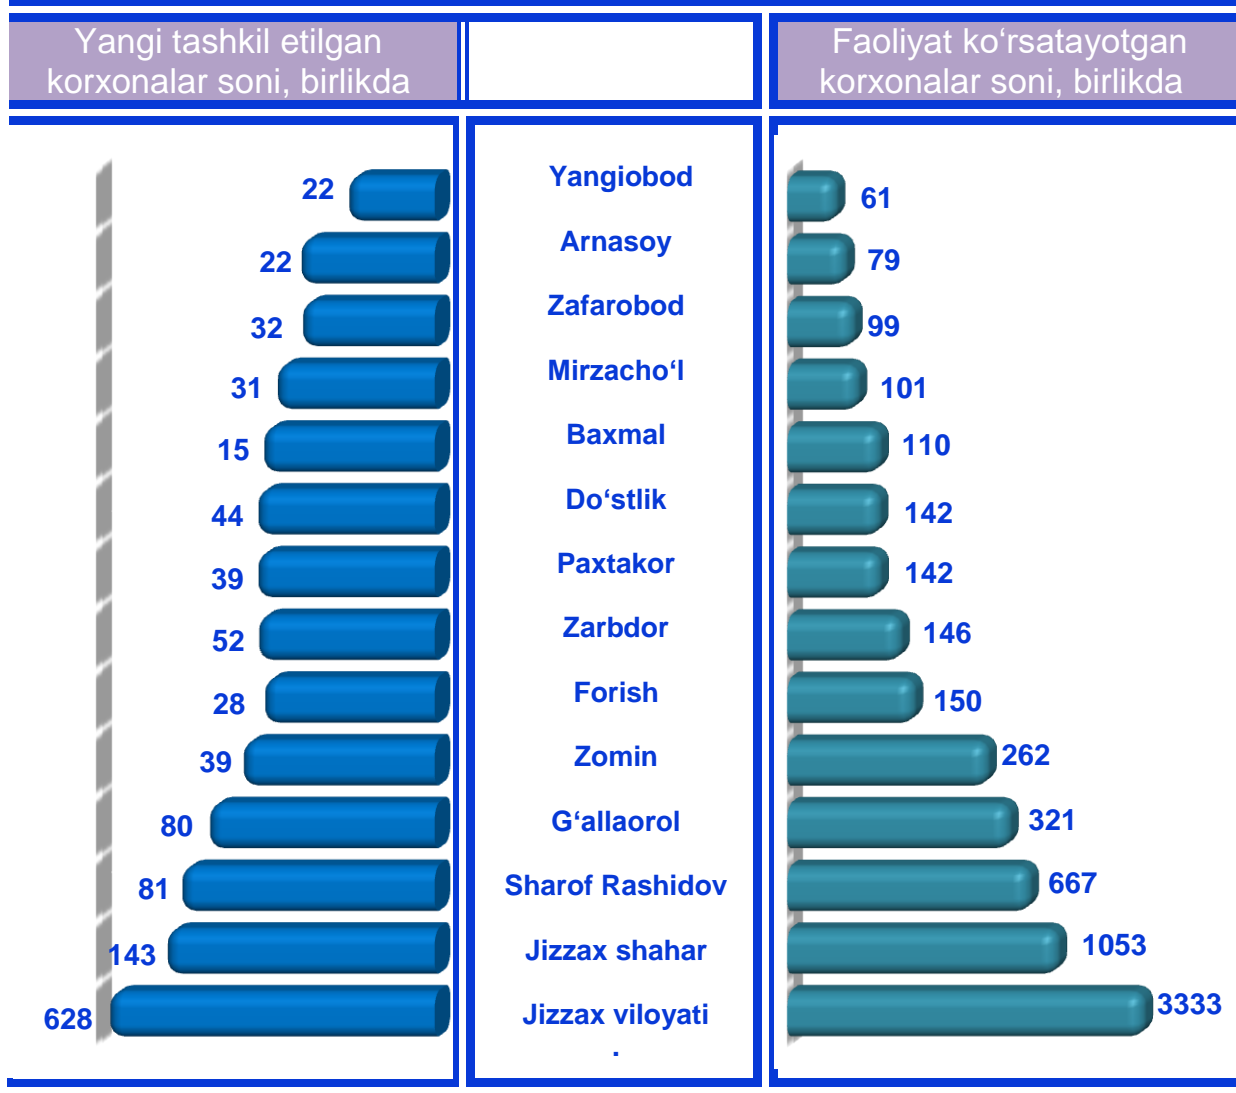 Yangi tashkil etilgan
korxonalar soni, birlikda
Faoliyat ko‘rsatayotgan
korxonalar soni, birlikda
22 Yangiobod 61
22 Arnasoy 79
32 Zafarobod 99
31 Mirzacho‘l 101
15 Baxmal 110
44 Do‘stlik 142
39 Paxtakor 142
52 Zarbdor 146
28 Forish 150
39 Zomin 262
80 G‘allaorol 321
81 Sharof Rashidov 667
143 Jizzax shahar 1053
628 Jizzax viloyati 3333
.